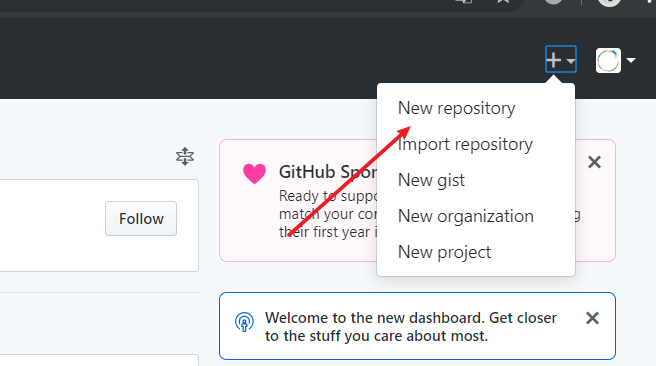 New repository
Import repository
New gist
New organization
New project
GitHub Spon
Ready to suppo
match your con
their first year i
g
Follow
Welcome to the new dashboard. Get closer
to the stuff you care about most.